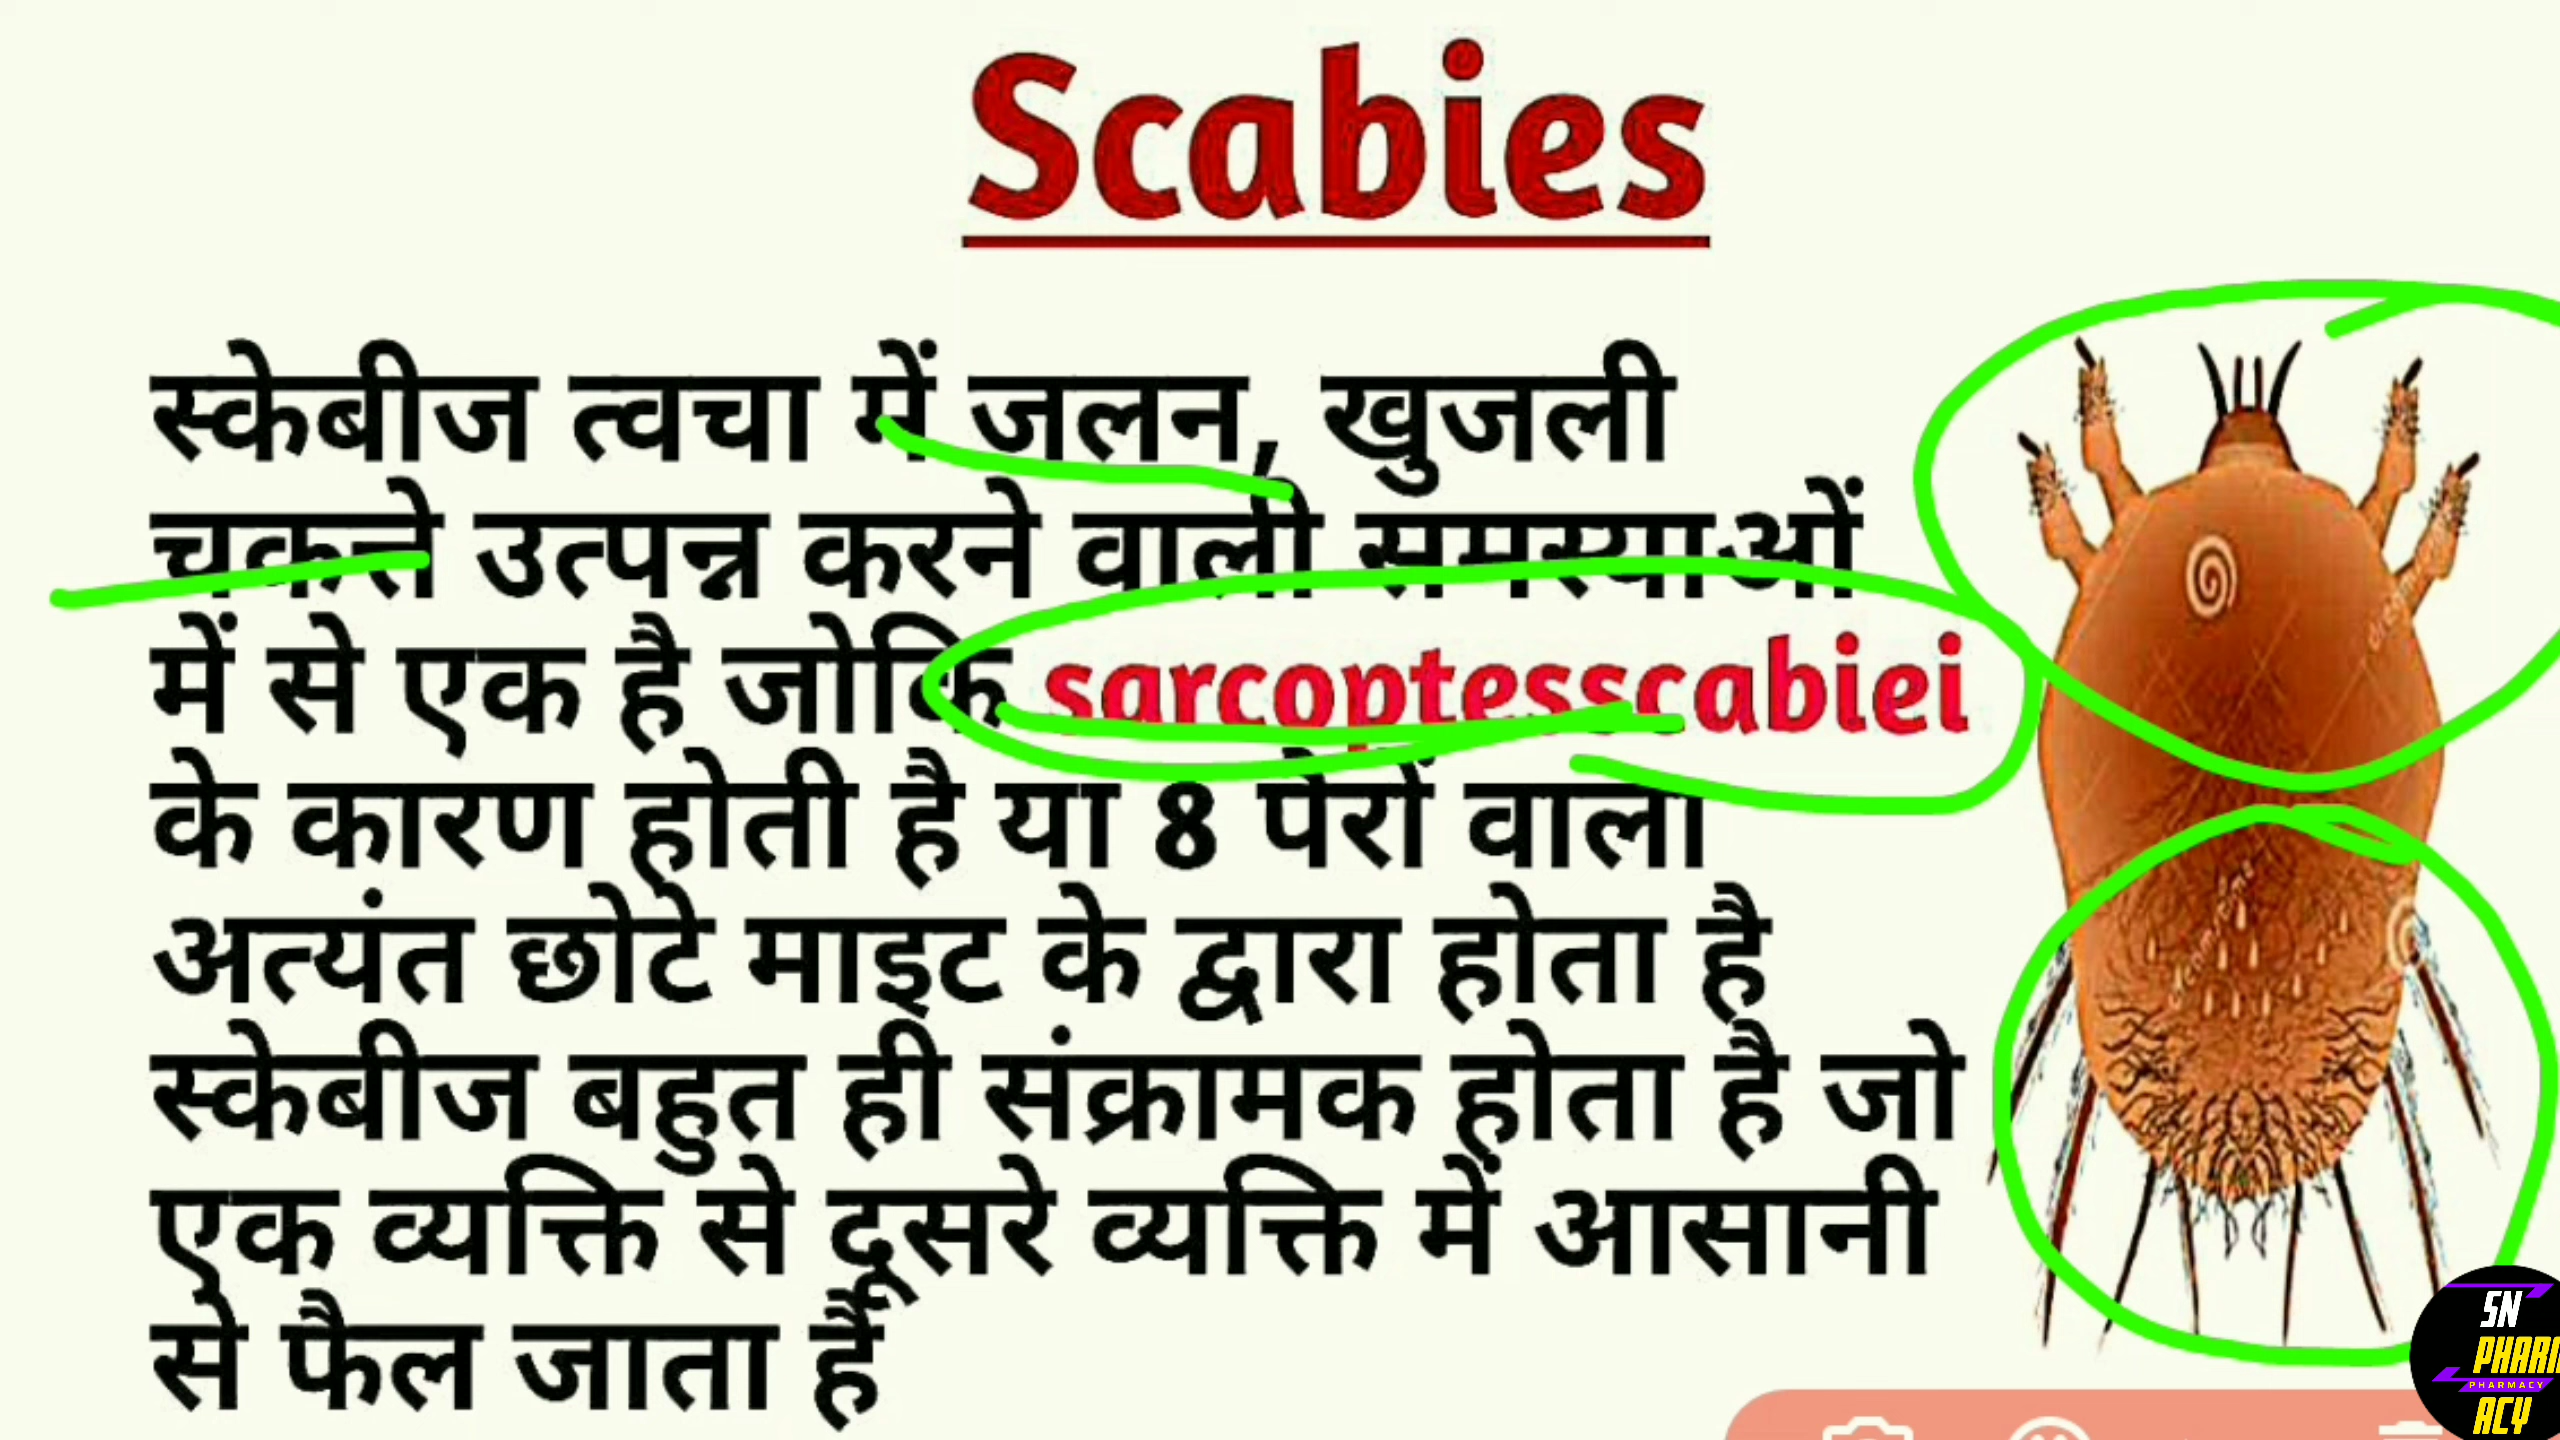 Scabies
स्केबीज त्वचा में जलन, खुजली
चकत्ते उत्पन्न करने वाली समस्याओं
में से एक है जोकि sarcoptesscabiei
के कारण होती है या 8 पैरों वाला
अत्यंत छोटे माइट के द्वारा होता है
स्केबीज बहुत ही संक्रामक होता है जो
एक व्यक्ति से दूसरे व्यक्ति में आसानी
से फैल जाता है
SN
PHARM
PHARMACY
ACY